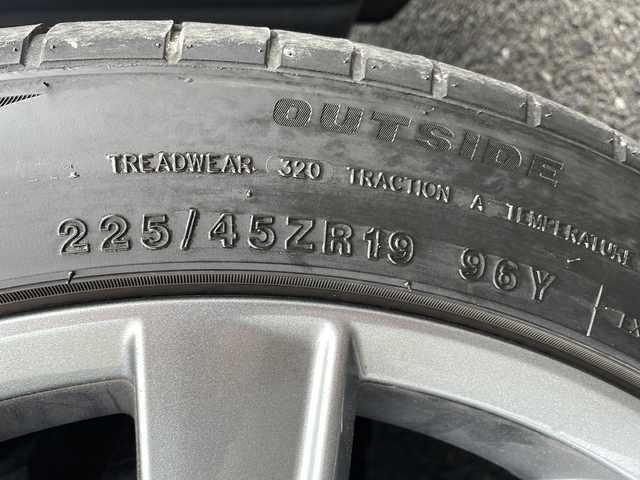 OUTSIDE
TREADWEAR 320 TRACTION A TEMPERATURE
225/45ZR19 96Y